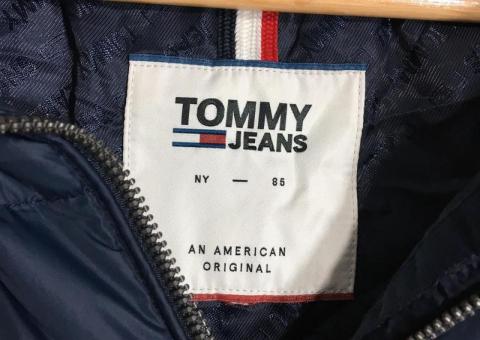 TOMMY
JEANS
NY — 85
AN AMERICAN
ORIGINAL